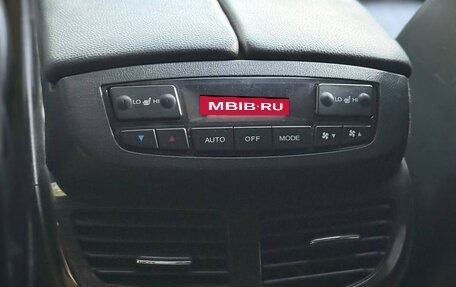 LO HI
MBIB·RU
LO HI
AUTO OFF MODE